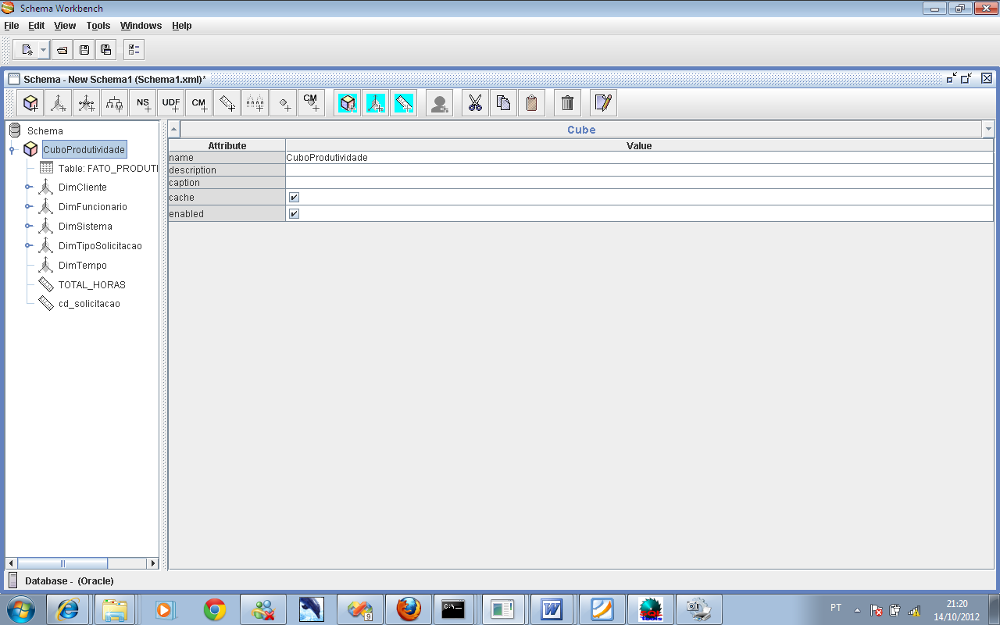 Schema Workbench
File Edit View Tools Windows Help
Schema - New Schema1 (Schema1.xml)*
NS UDF CM CM
Schema
CuboProdutividade
Table: FATO_PRODUTI
DimCliente
DimFuncionario
DimSistema
DimTipoSolicitacao
DimTempo
TOTAL_HORAS
cd_solicitacao
Cube
Attribute Value
name CuboProdutividade
description
caption
cache
enabled
Database - (Oracle)
C:\_
9
W
TOOLS
PT
21:20
14/10/2012